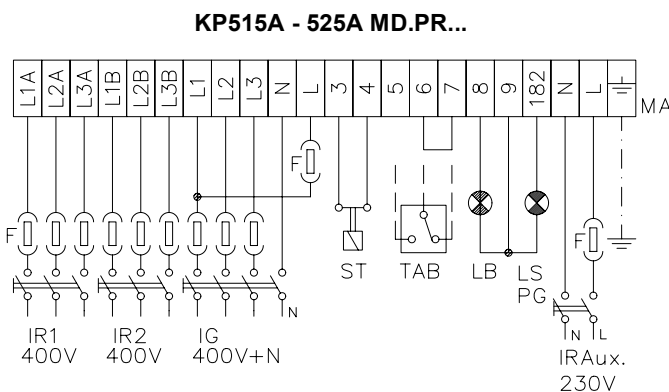 KP515A - 525A MD.PR...
L1A L2A L3A L1B L2B L3B L1 L2 L3 N L 3 4 5 6 7 8 9 182 N L
MA
F
F
F
ST TAB LB LS
PG
N
N L
IR1 IR2 IG
400V 400V 400V+N
IRAux.
230V